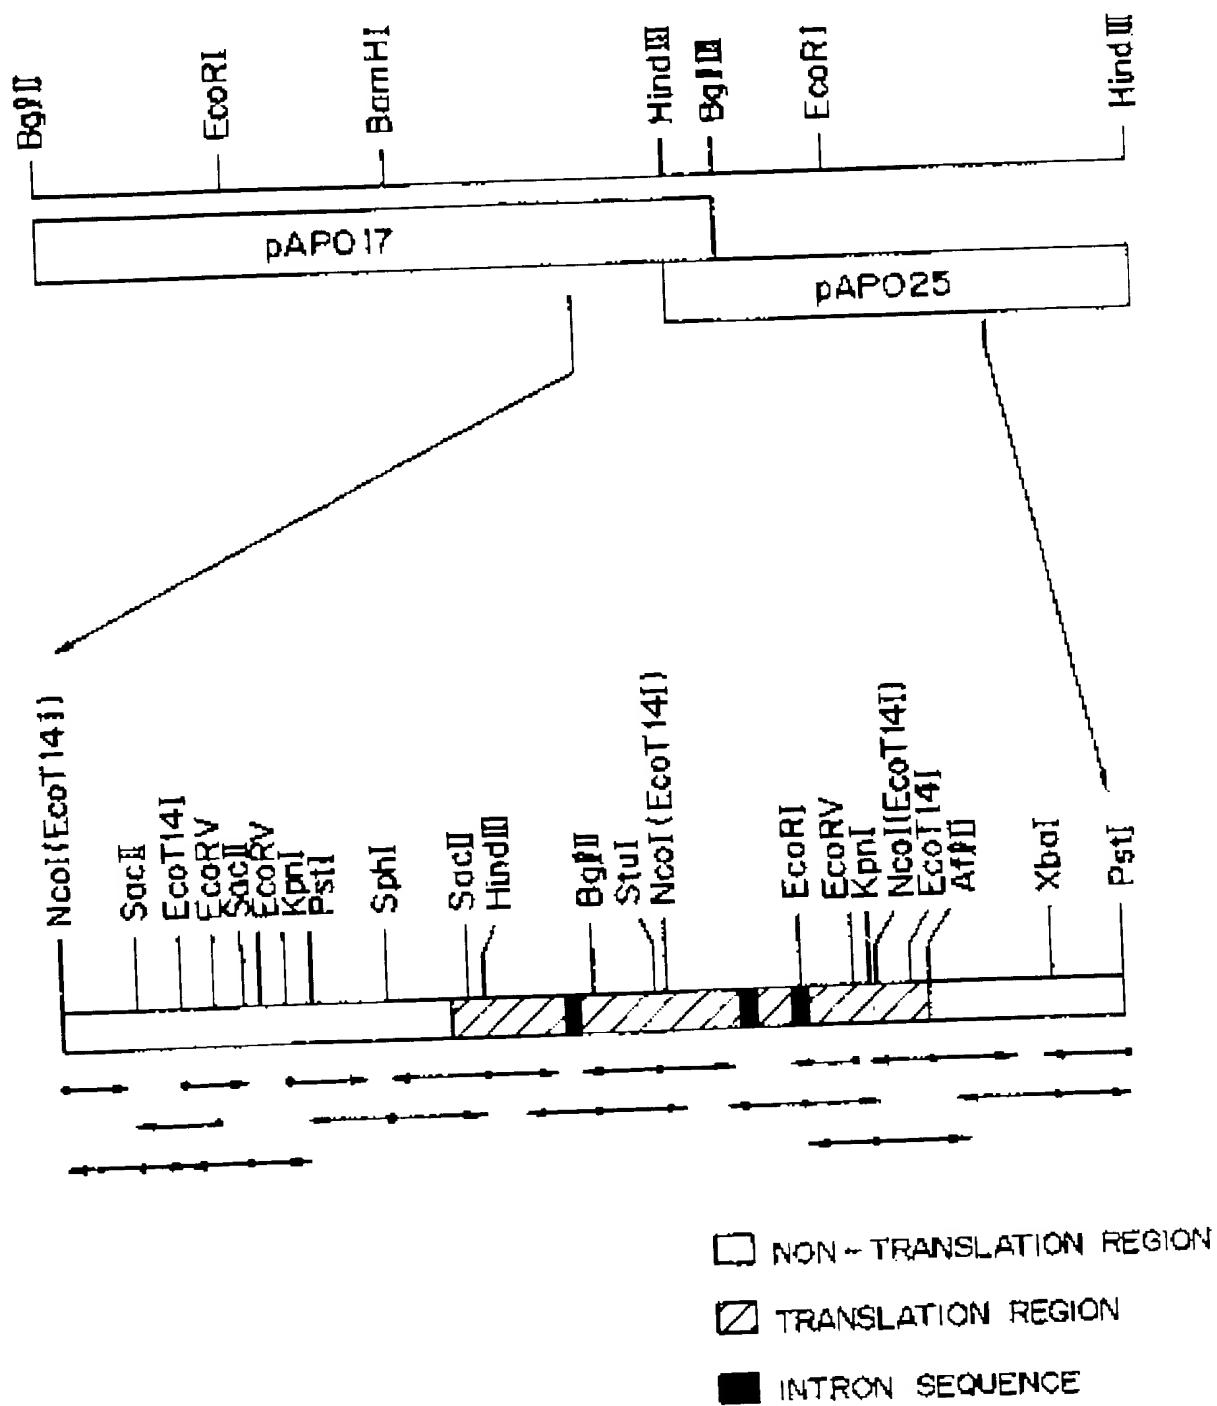 BglII
EcoRI
BamHI
HindIII
BglII
EcoRI
HindIII
pAPO17
pAPO25
NcoI(EcoT14I)
SacII
EcoT14I
EcoRV
SacII
EcoRV
KpnI
PstI
SphI
SacII
HindIII
BglII
StuI
NcoI(EcoT14I)
EcoRI
EcoRV
KpnI
NcoI(EcoT14I)
EcoT14I
AflII
XbaI
PstI
NON-TRANSLATION REGION
TRANSLATION REGION
INTRON SEQUENCE